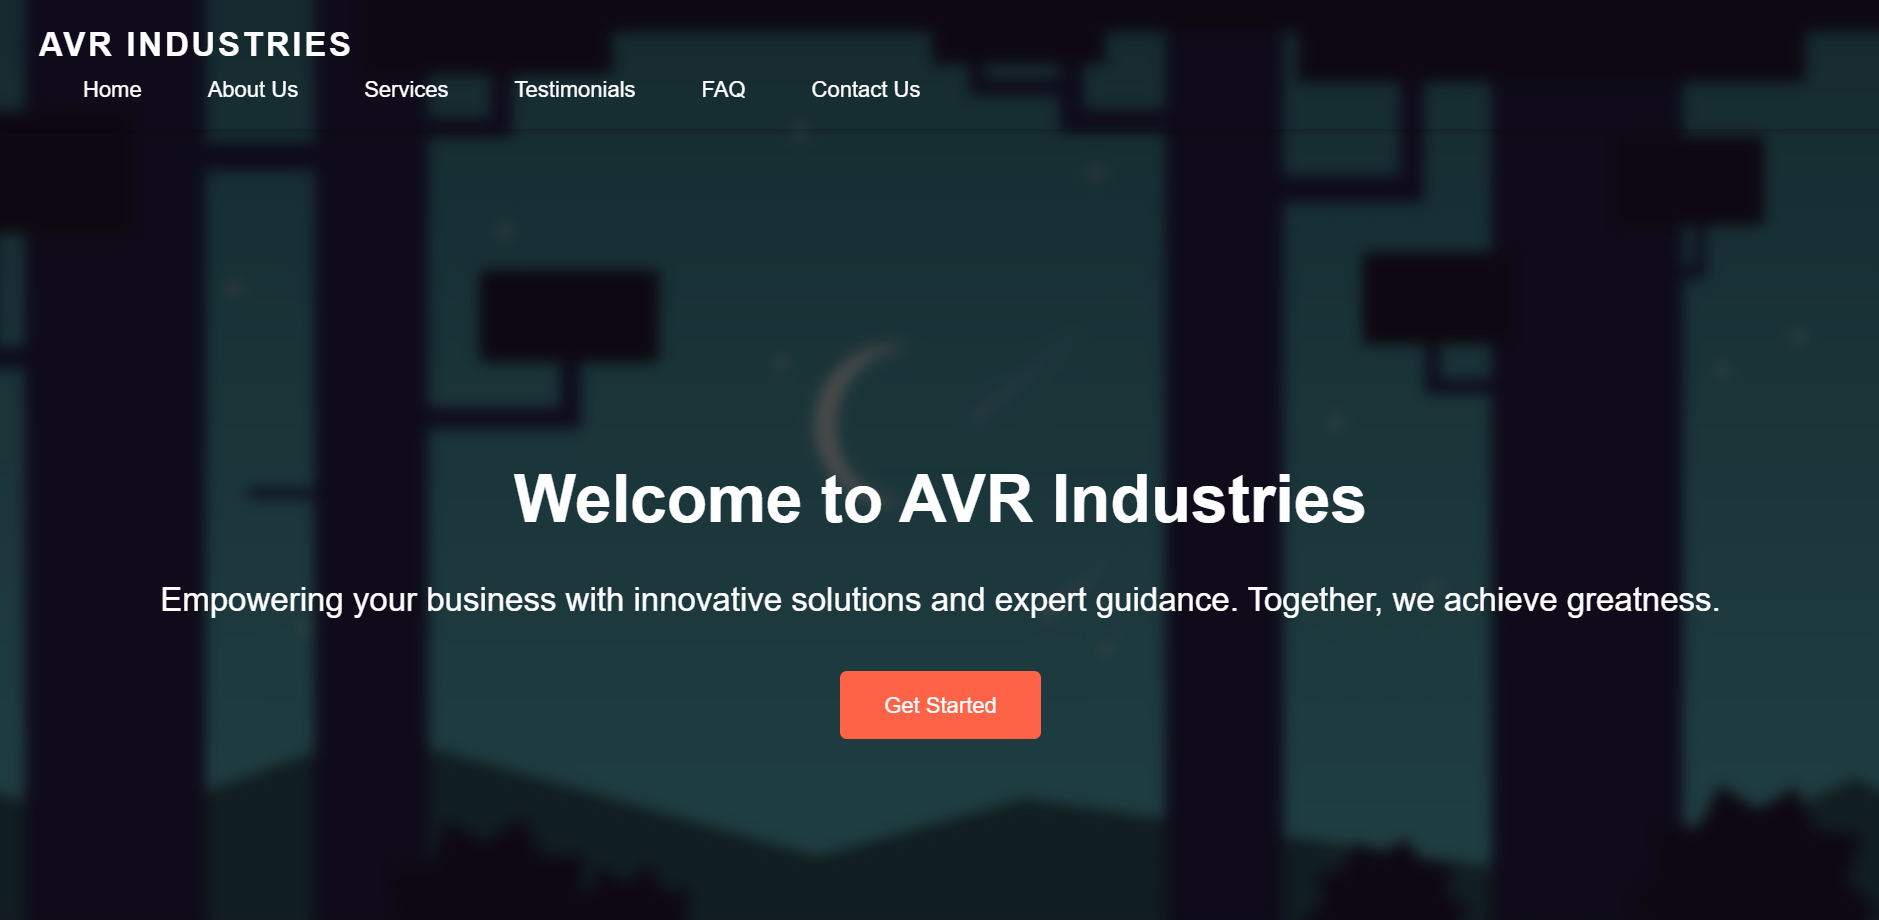 AVR INDUSTRIES
Home About Us Services Testimonials FAQ Contact Us
Welcome to AVR Industries
Empowering your business with innovative solutions and expert guidance. Together, we achieve greatness.
Get Started